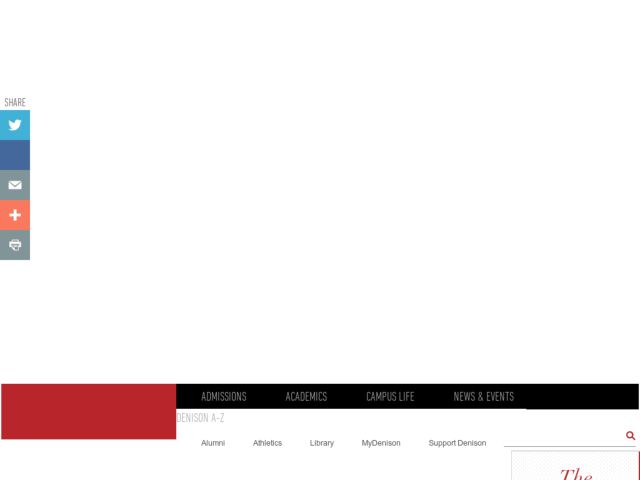 SHARE
ADMISSIONS ACADEMICS CAMPUS LIFE NEWS & EVENTS
DENISON A–Z
Alumni Athletics Library MyDenison Support Denison
The